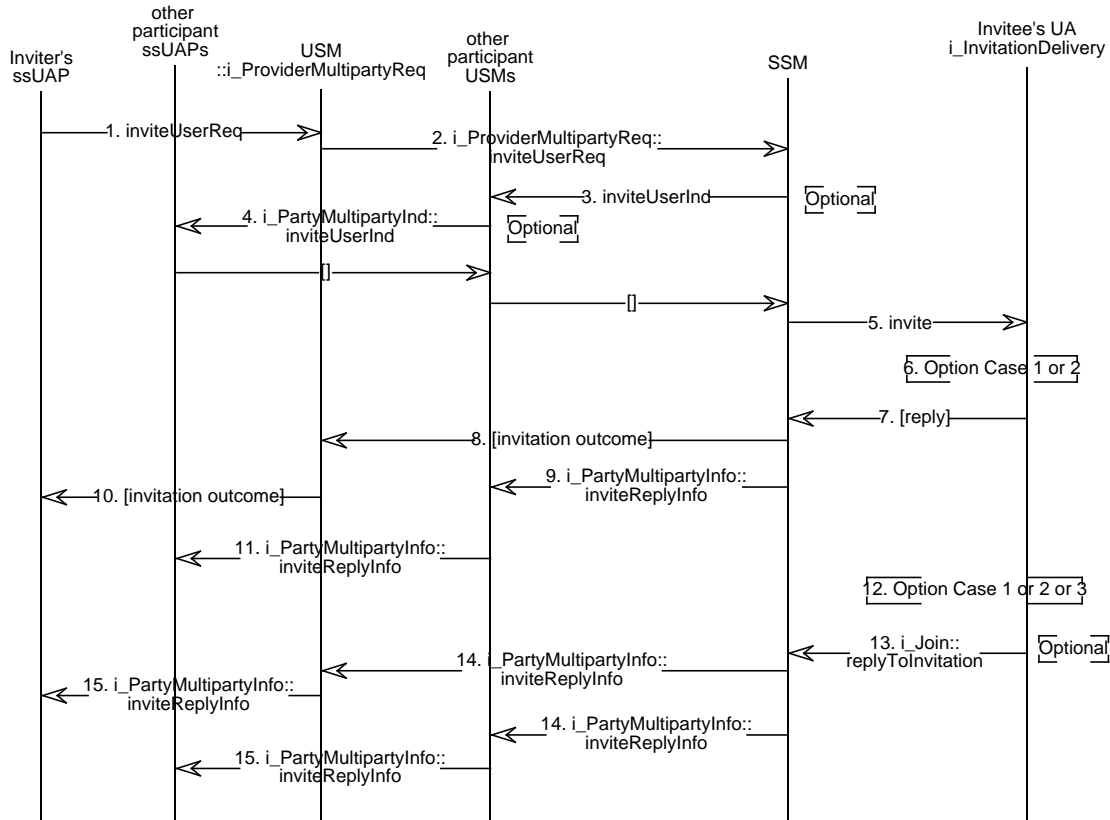 Inviter's
ssUAP
other
participant
ssUAPs
USM
::i_ProviderMultipartyReq
other
participant
USMs
SSM
Invitee's UA
i_InvitationDelivery
1. inviteUserReq
2. i_ProviderMultipartyReq::
inviteUserReq
3. inviteUserInd
Optional
4. i_PartyMultipartyInd::
inviteUserInd
Optional
[]
[]
5. invite
6. Option Case 1 or 2
7. [reply]
8. [invitation outcome]
9. i_PartyMultipartyInfo::
inviteReplyInfo
10. [invitation outcome]
11. i_PartyMultipartyInfo::
inviteReplyInfo
12. Option Case 1 or 2 or 3
13. i_Join::
replyToInvitation
Optional
14. i_PartyMultipartyInfo::
inviteReplyInfo
15. i_PartyMultipartyInfo::
inviteReplyInfo
14. i_PartyMultipartyInfo::
inviteReplyInfo
15. i_PartyMultipartyInfo::
inviteReplyInfo